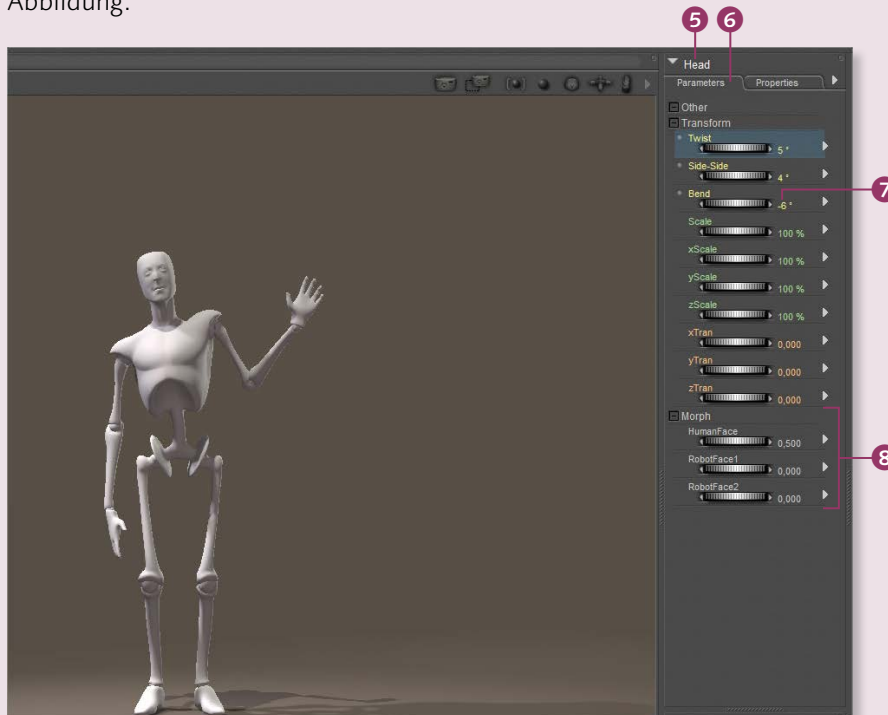 Abbildung.
5 6
Head
Parameters Properties
Other
Transform
Twist
5 °
Side-Side
4 °
Bend
-6 °
7
Scale
100 %
xScale
100 %
yScale
100 %
zScale
100 %
xTran
0,000
yTran
0,000
zTran
0,000
Morph
HumanFace
0,500
8
RobotFace1
0,000
RobotFace2
0,000